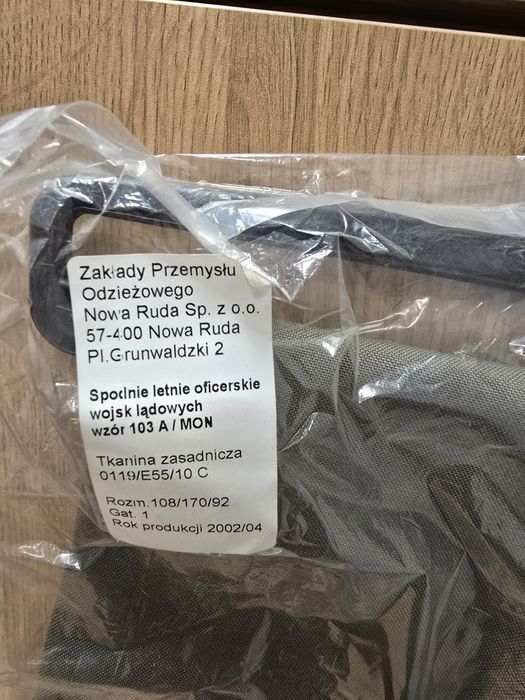 Zakłady Przemysłu
Odzieżowego
Nowa Ruda Sp. z o.o.
57-400 Nowa Ruda
Pl.Grunwaldzki 2
Spodnie letnie oficerskie
wojsk lądowych
wzór 103 A / MON
Tkanina zasadnicza
0119/E55/10 C
Rozm.108/170/92
Gat. 1
Rok produkcji 2002/04